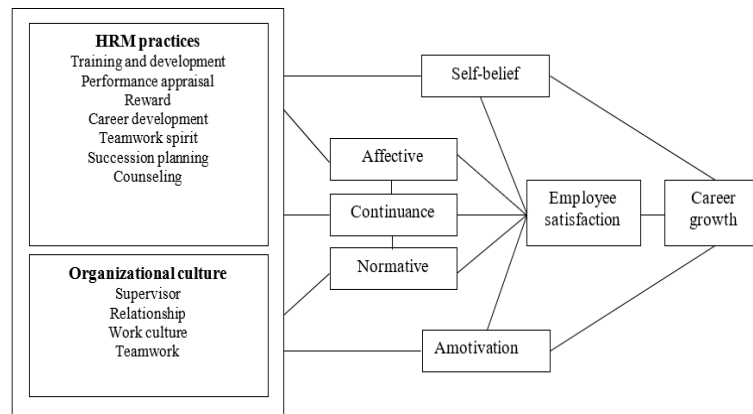 HRM practices
Training and development
Performance appraisal
Reward
Career development
Teamwork spirit
Succession planning
Counseling
Organizational culture
Supervisor
Relationship
Work culture
Teamwork
Self-belief
Affective
Continuance
Normative
Amotivation
Employee
satisfaction
Career
growth